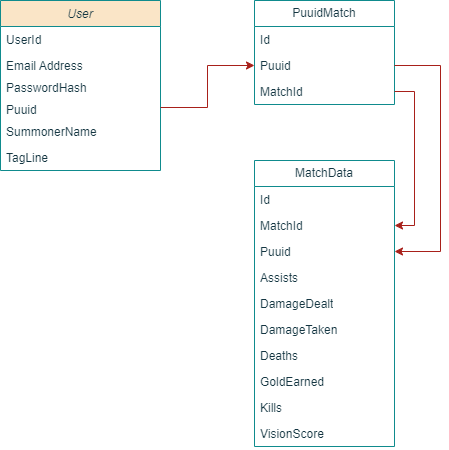 User
UserId
Email Address
PasswordHash
Puuid
SummonerName
TagLine
PuuidMatch
Id
Puuid
MatchId
MatchData
Id
MatchId
Puuid
Assists
DamageDealt
DamageTaken
Deaths
GoldEarned
Kills
VisionScore